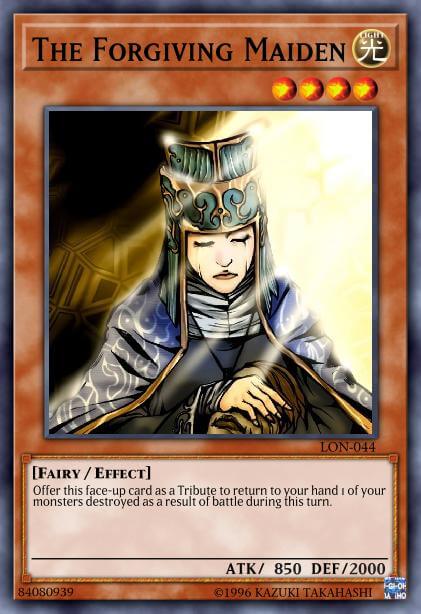 The Forgiving Maiden
LIGHT
光
LON-044
[Fairy / Effect]
Offer this face-up card as a Tribute to return to your hand 1 of your
monsters destroyed as a result of battle during this turn.
ATK/ 850 DEF/2000
84080939
©1996 KAZUKI TAKAHASHI